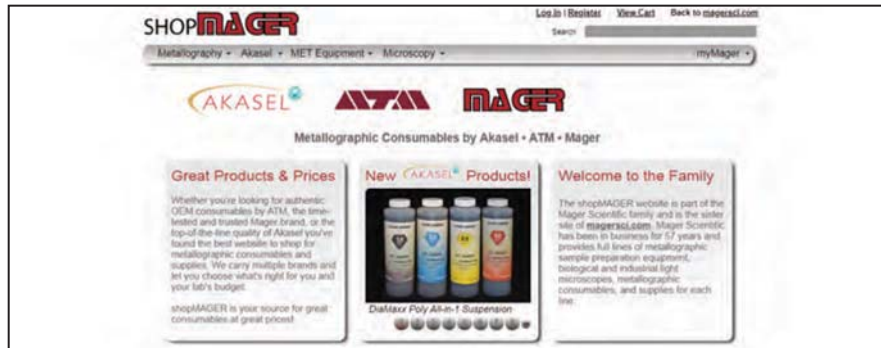 SHOPMAGER
Log In | Register View Cart Back to magersci.com
Search
Metallography Akasel MET Equipment Microscopy myMager
AKASEL ATM MAGER
Metallographic Consumables by Akasel • ATM • Mager
Great Products & Prices
Whether you're looking for authentic
OEM consumables by ATM, the time-
tested and trusted Mager brand, or the
top-of-the-line quality of Akasel you've
found the best website to shop for
metallographic consumables and
supplies. We carry multiple brands and
let you choose what's right for you and
your lab's budget.
shopMAGER is your source for great
consumables at great prices!
New AKASEL Products!
DiaMaxx Poly All-in-1 Suspension
Welcome to the Family
The shopMAGER website is part of the
Mager Scientific family and is the sister
site of magersci.com. Mager Scientific
has been in business for 57 years and
provides full lines of metallographic
sample preparation equipment,
biological and industrial light
microscopes, metallographic
consumables, and supplies for each
line.